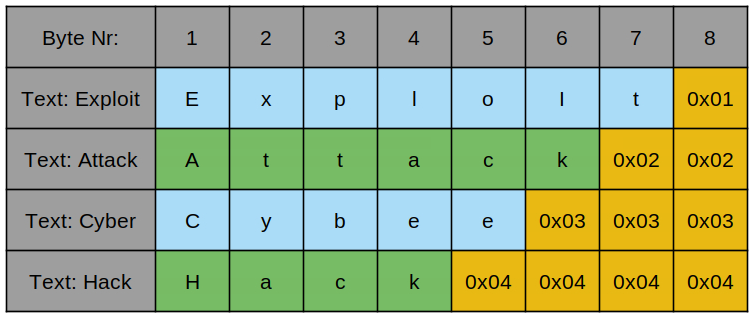 Byte Nr: 1 2 3 4 5 6 7 8
Text: Exploit E x p l o I t 0x01
Text: Attack A t t a c k 0x02 0x02
Text: Cyber C y b e e 0x03 0x03 0x03
Text: Hack H a c k 0x04 0x04 0x04 0x04